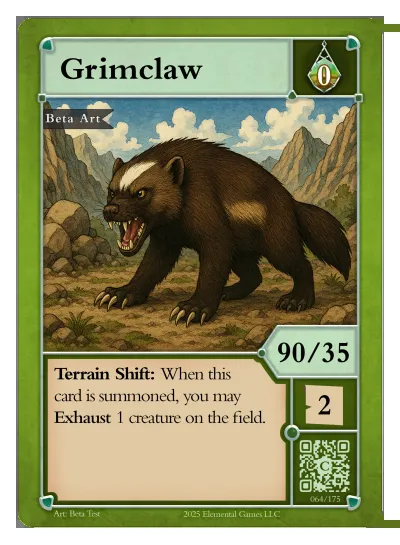 Grimclaw
0
Beta Art
90/35
Terrain Shift: When this
card is summoned, you may
Exhaust 1 creature on the field.
2
C
064/175
Art: Beta Test
2025 Elemental Games LLC